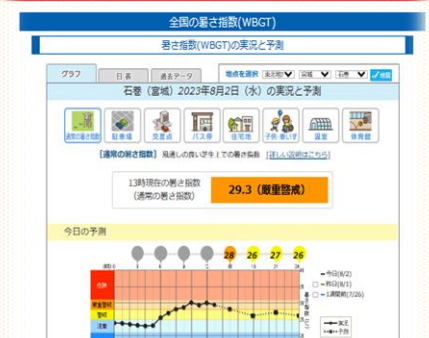 全国の暑さ指数(WBGT)
暑さ指数(WBGT)の実況と予測
グラフ 日表 過去データ 地点を選択 宮城 石巻
石巻（宮城）2023年8月2日（水）の実況と予測
通常の暑さ指数 駐車場 交差点 バス停 住宅地 子供・車いす 温室 体育館
[通常の暑さ指数] 風通しの良い芝生上での暑さ指数 [詳しい説明はこちら]
13時現在の暑さ指数
(通常の暑さ指数)
29.3（厳重警戒）
今日の予測
28 26 27 26
危険
厳重警戒
警戒
注意
今日(8/2)
昨日(8/1)
1週間前(7/26)
実況
予測